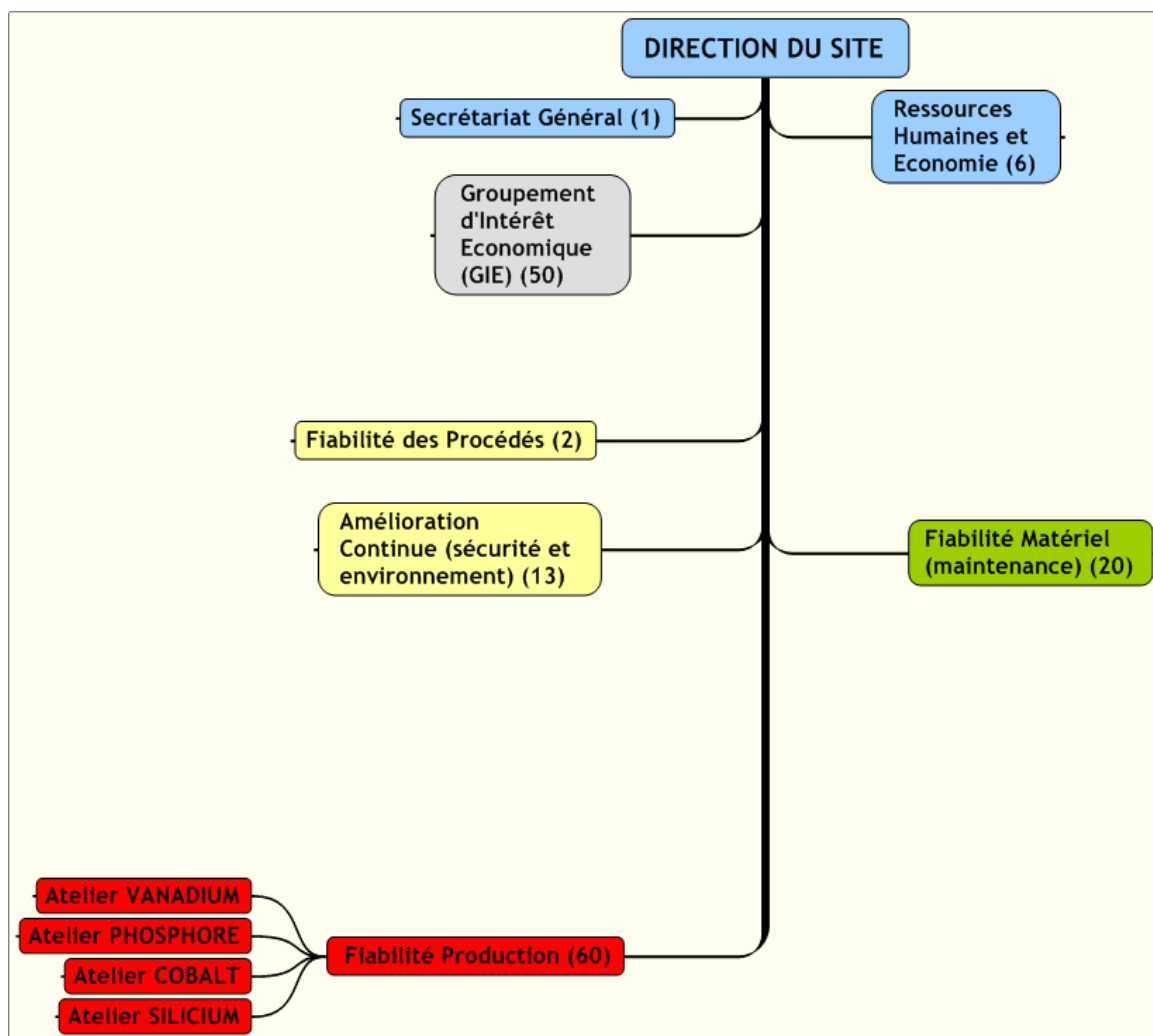 DIRECTION DU SITE
Secrétariat Général (1)
Ressources
Humaines et
Economie (6)
Groupement
d'Intérêt
Economique
(GIE) (50)
Fiabilité des Procédés (2)
Amélioration
Continue (sécurité et
environnement) (13)
Fiabilité Matériel
(maintenance) (20)
Atelier VANADIUM
Atelier PHOSPHORE
Atelier COBALT
Atelier SILICIUM
Fiabilité Production (60)